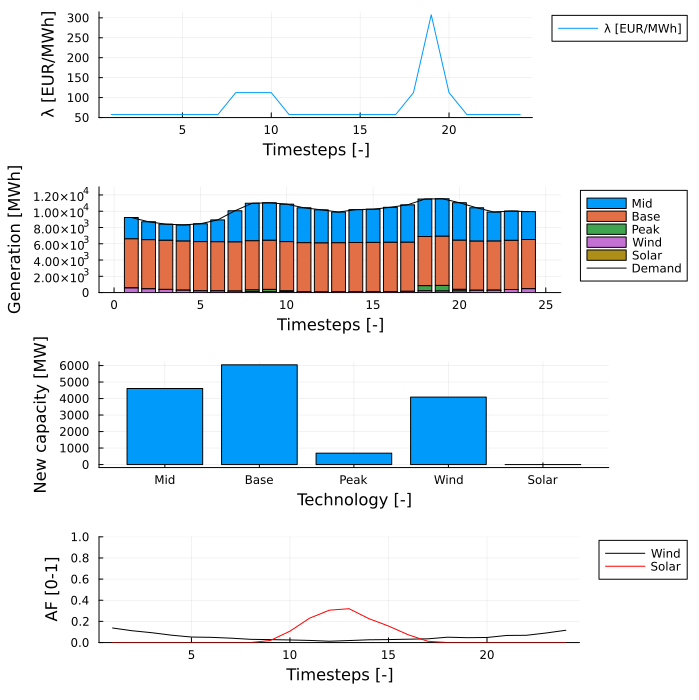 λ [EUR/MWh]
300
250
200
150
100
50
5
10
15
20
Timesteps [-]
λ [EUR/MWh]
Generation [MWh]
1.20×10⁴
1.00×10⁴
8.00×10³
6.00×10³
4.00×10³
2.00×10³
0
0
5
10
15
20
25
Timesteps [-]
Mid
Base
Peak
Wind
Solar
Demand
New capacity [MW]
6000
5000
4000
3000
2000
1000
0
Mid
Base
Peak
Wind
Solar
Technology [-]
AF [0-1]
1.0
0.8
0.6
0.4
0.2
0.0
5
10
15
20
Timesteps [-]
Wind
Solar